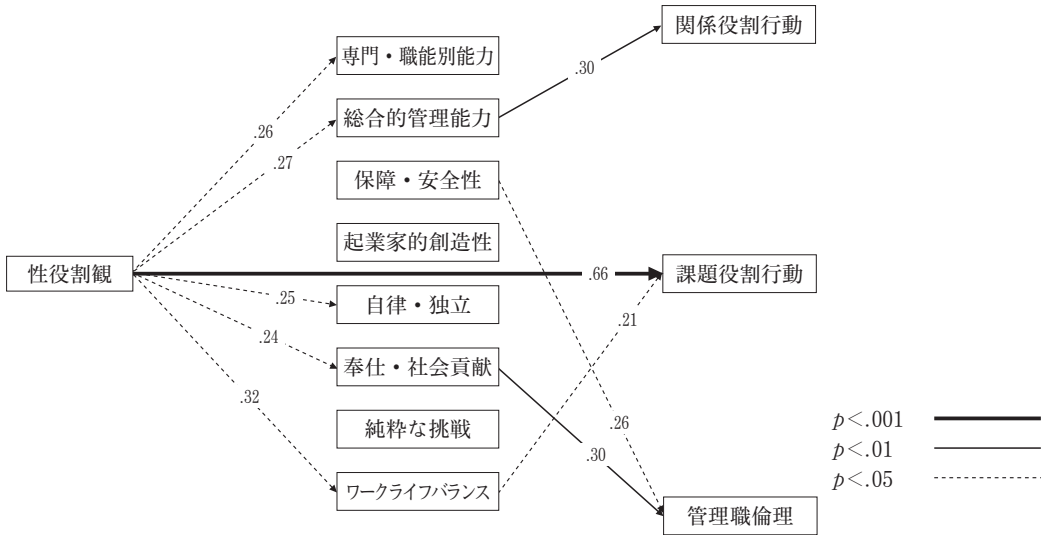 関係役割行動
専門・職能別能力
.30
総合的管理能力
.26
.27
保障・安全性
起業家的創造性
性役割観
.66
課題役割行動
.25
自律・独立
.21
.24
奉仕・社会貢献
.32
.26
純粋な挑戦
.30
ワークライフバランス
管理職倫理
p<.001
p<.01
p<.05